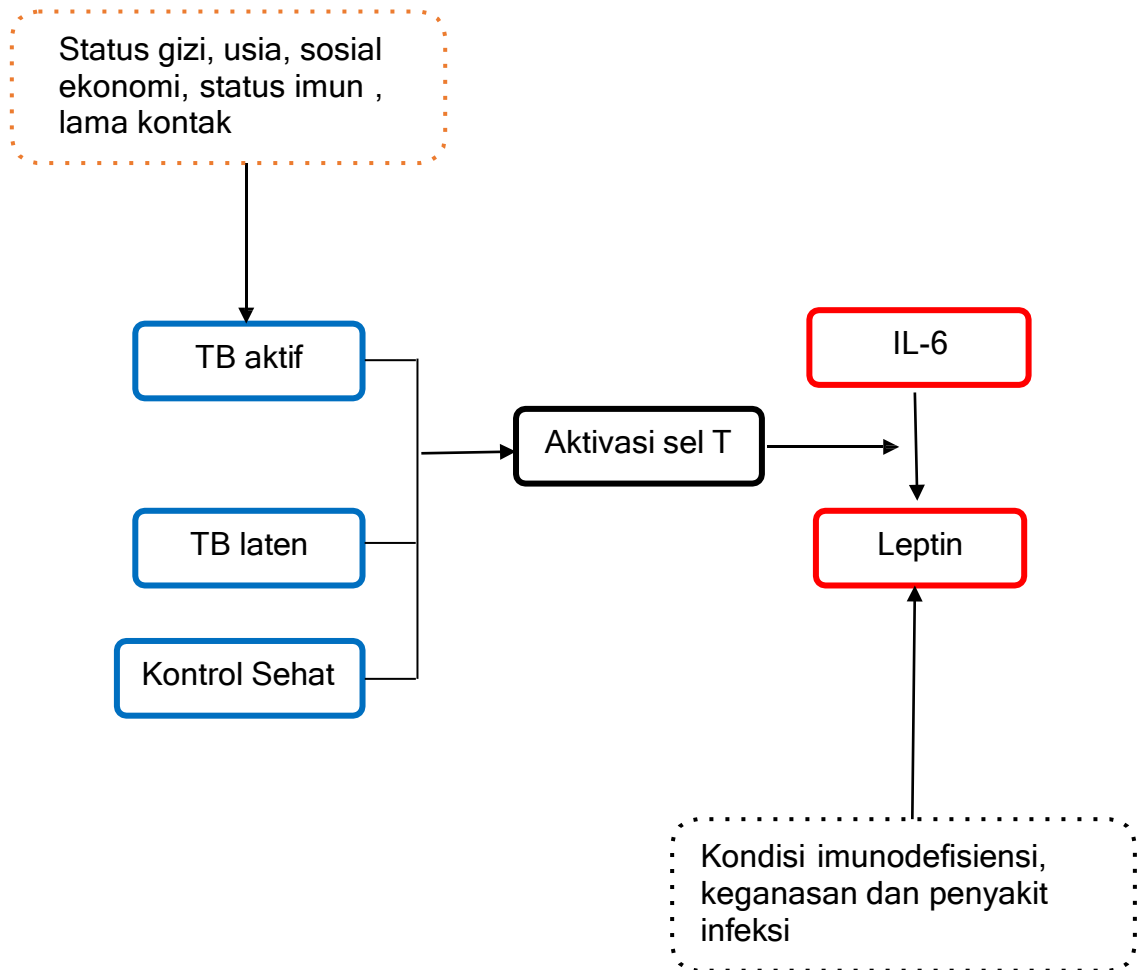 Status gizi, usia, sosial
ekonomi, status imun ,
lama kontak
TB aktif
IL-6
Aktivasi sel T
TB laten
Leptin
Kontrol Sehat
Kondisi imunodefisiensi,
keganasan dan penyakit
infeksi